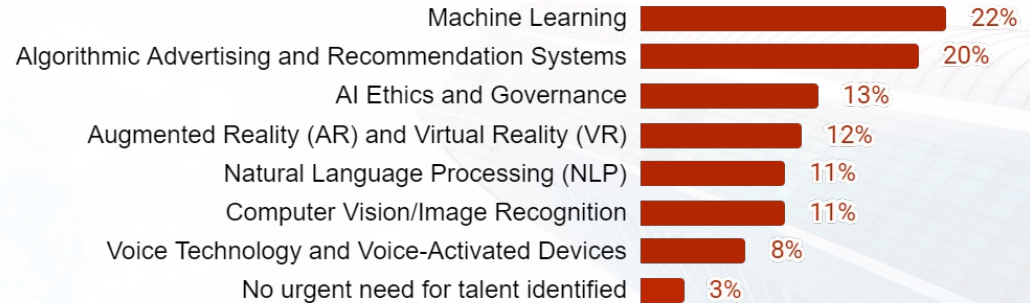 Machine Learning 22%
Algorithmic Advertising and Recommendation Systems 20%
AI Ethics and Governance 13%
Augmented Reality (AR) and Virtual Reality (VR) 12%
Natural Language Processing (NLP) 11%
Computer Vision/Image Recognition 11%
Voice Technology and Voice-Activated Devices 8%
No urgent need for talent identified 3%